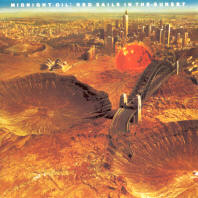 MIDNIGHT OIL: RED SAILS IN THE SUNSET